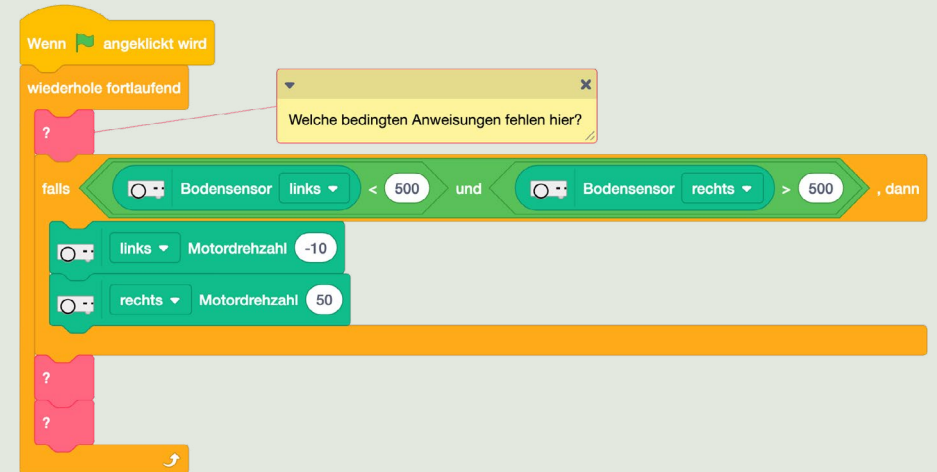 Wenn angeklickt wird
wiederhole fortlaufend
Welche bedingten Anweisungen fehlen hier?
?
falls Bodensensor links < 500 und Bodensensor rechts > 500 , dann
links Motordrehzahl -10
rechts Motordrehzahl 50
?
?